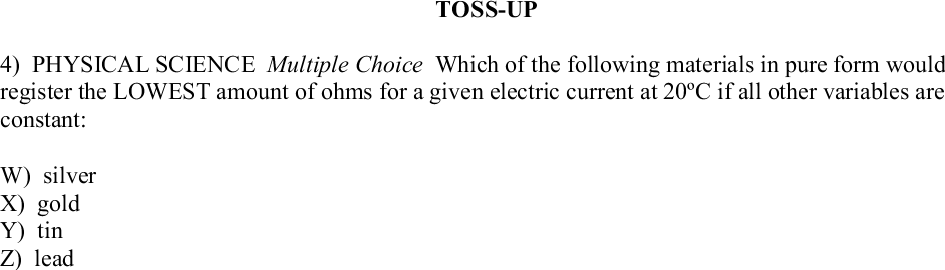 TOSS-UP
4) PHYSICAL SCIENCE Multiple Choice Which of the following materials in pure form would
register the LOWEST amount of ohms for a given electric current at 20ºC if all other variables are
constant:
W) silver
X) gold
Y) tin
Z) lead